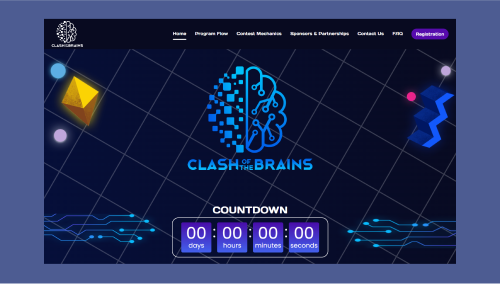 CLASH OF THE BRAINS
Home Program Flow Contest Mechanics Sponsors & Partnerships Contact Us FAQ Registration
CLASH OF THE BRAINS
COUNTDOWN
00 : 00 : 00 : 00
days hours minutes seconds